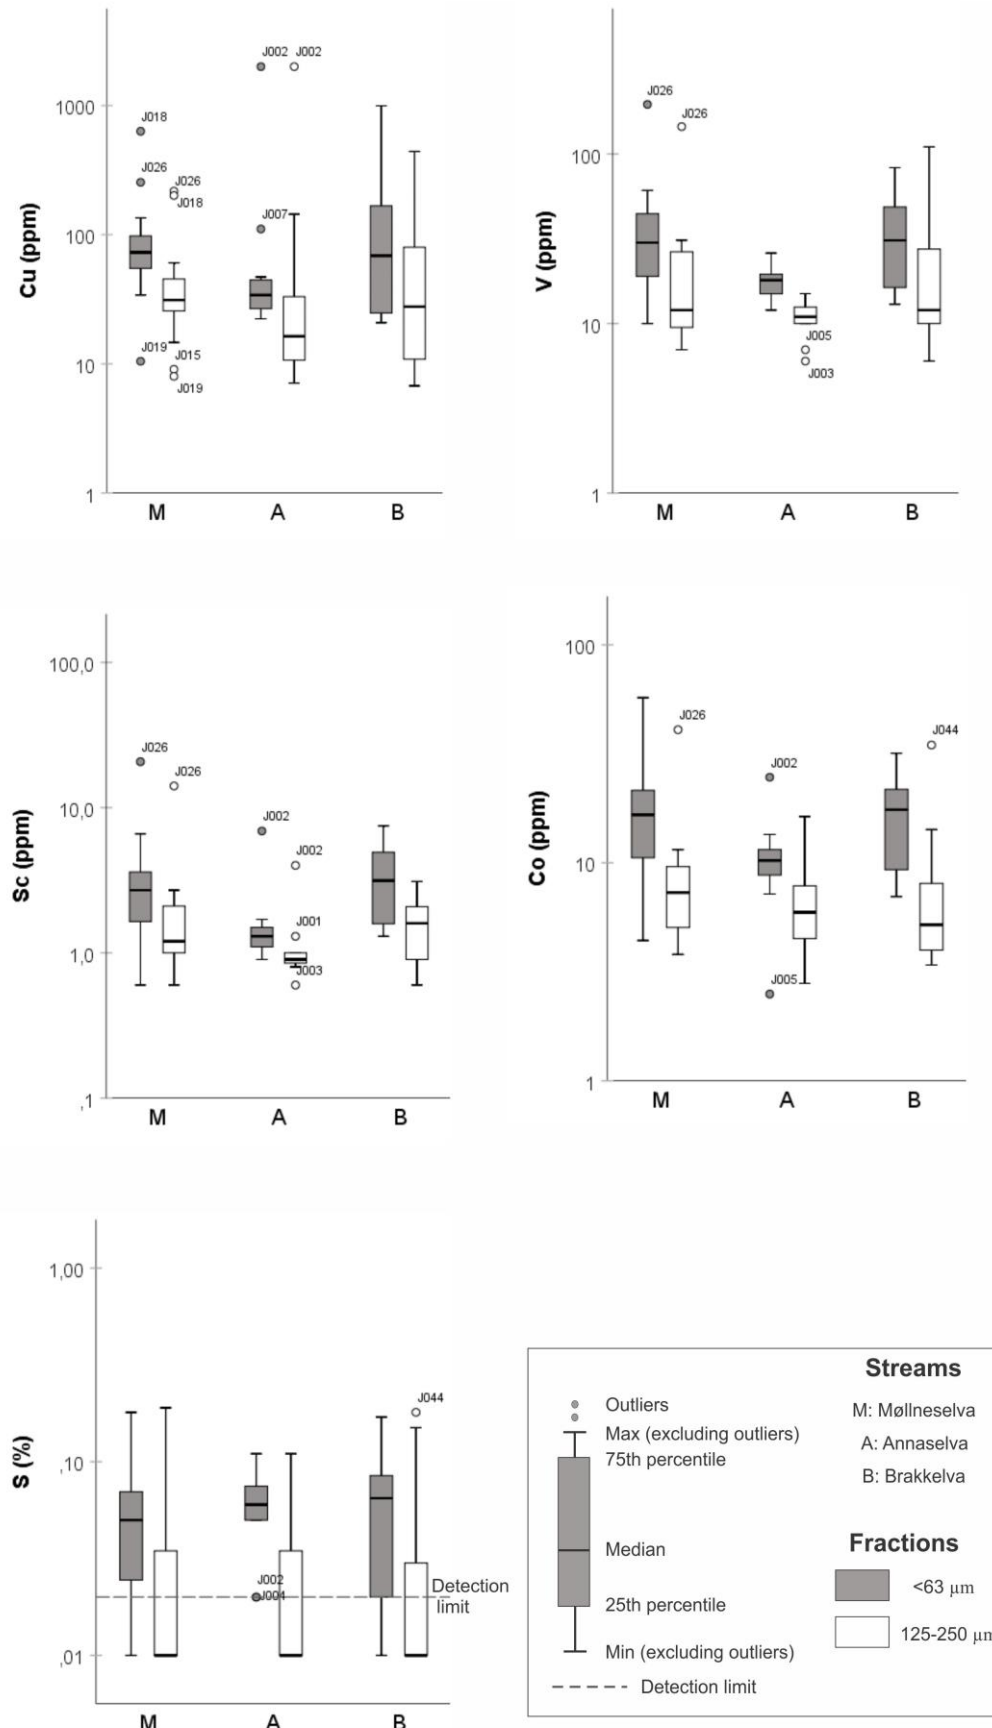 Cu (ppm)
1000
100
10
1
J002
J002
J018
J026
J026
J018
J007
J019
J015
J019
M
A
B
V (ppm)
100
10
1
J026
J026
J005
J003
M
A
B
Sc (ppm)
100,0
10,0
1,0
,1
J026
J026
J002
J002
J001
J003
M
A
B
Co (ppm)
100
10
1
J026
J002
J005
J044
M
A
B
S (%)
1,00
,10
,01
J044
J002
J004
Detection
limit
M
A
B
Outliers
Max (excluding outliers)
75th percentile
Median
25th percentile
Min (excluding outliers)
Detection limit
Streams
M: Møllneselva
A: Annaselva
B: Brakkelva
Fractions
<63 µm
125-250 µm